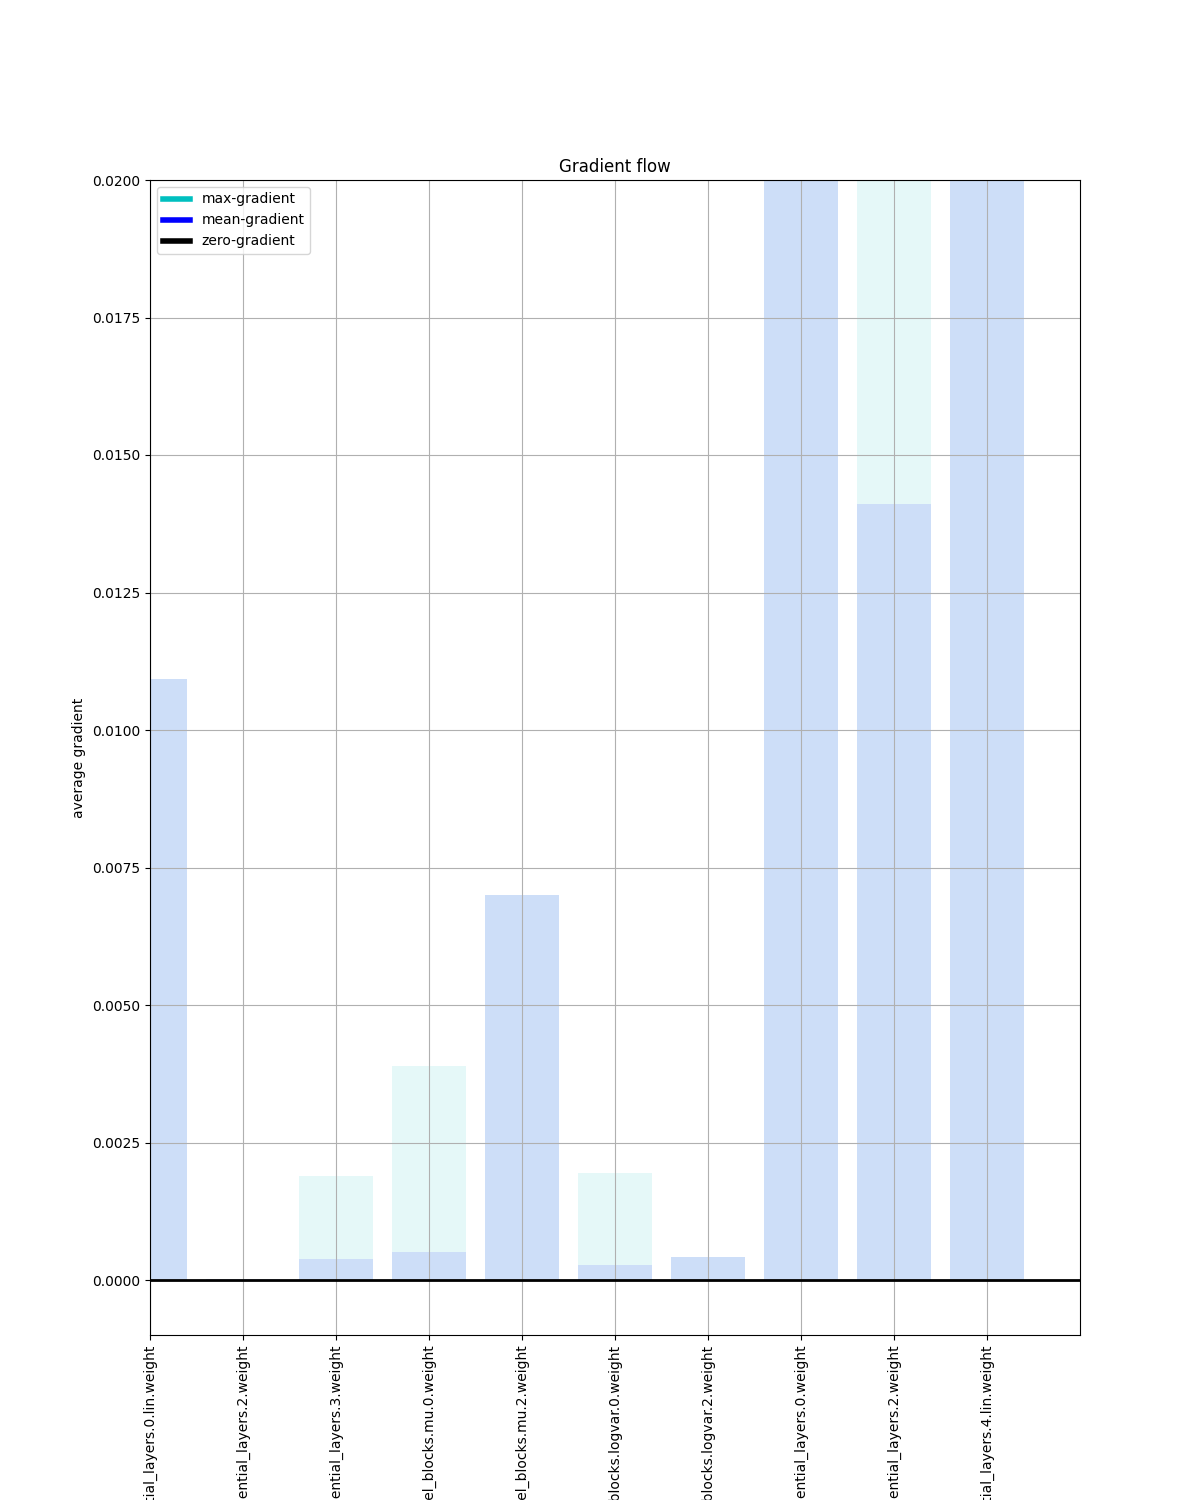 Gradient flow
max-gradient
mean-gradient
zero-gradient
0.0200
0.0175
0.0150
0.0125
0.0100
0.0075
0.0050
0.0025
0.0000
average gradient
tial_layers.0.lin.weight
ential_layers.2.weight
ential_layers.3.weight
el_blocks.mu.0.weight
el_blocks.mu.2.weight
blocks.logvar.0.weight
blocks.logvar.2.weight
ential_layers.0.weight
ential_layers.2.weight
tial_layers.4.lin.weight